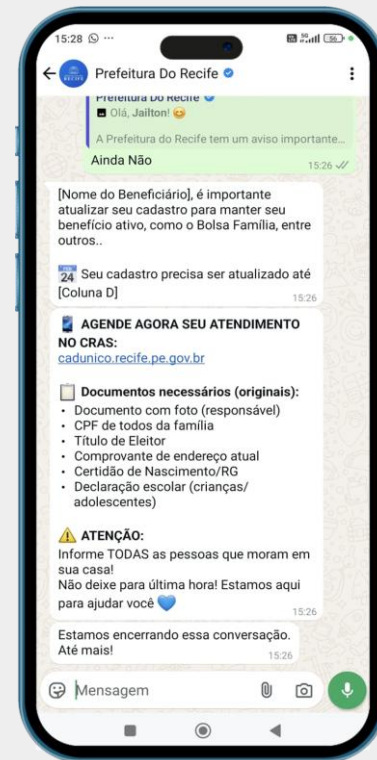 15:28
56
Prefeitura Do Recife
Prefeitura Do Recife
Olá, Jailton! 😄
A Prefeitura do Recife tem um aviso importante...
Ainda Não
15:26
[Nome do Beneficiário], é importante
atualizar seu cadastro para manter seu
benefício ativo, como o Bolsa Família, entre
outros..
📆 Seu cadastro precisa ser atualizado até
[Coluna D]
15:26
📲 AGENDE AGORA SEU ATENDIMENTO
NO CRAS:
cadunico.recife.pe.gov.br
📋 Documentos necessários (originais):
• Documento com foto (responsável)
• CPF de todos da família
• Título de Eleitor
• Comprovante de endereço atual
• Certidão de Nascimento/RG
• Declaração escolar (crianças/
adolescentes)
⚠️ ATENÇÃO:
Informe TODAS as pessoas que moram em
sua casa!
Não deixe para última hora! Estamos aqui
para ajudar você 💙
15:26
Estamos encerrando essa conversação.
Até mais!
15:26
Mensagem